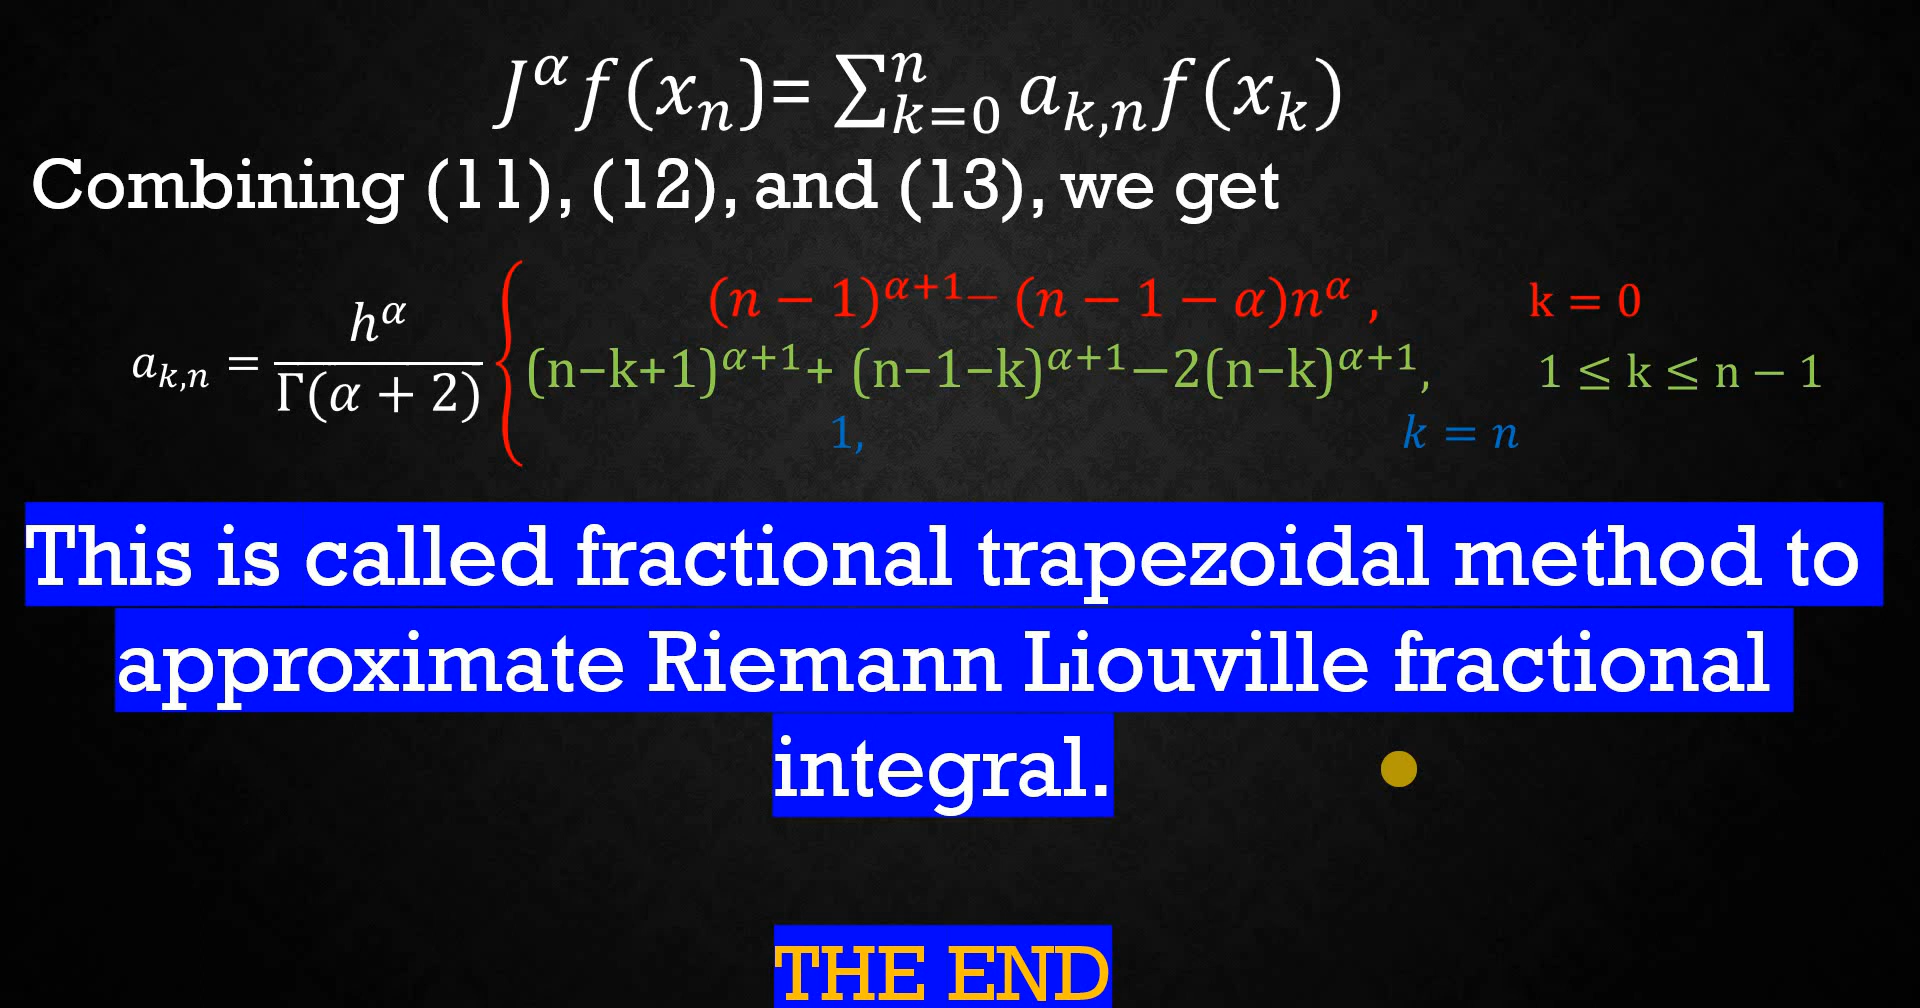 J^α f(x_n)= ∑_{k=0}^{n} a_{k,n} f(x_k)
Combining (11), (12), and (13), we get
a_{k,n} = h^α / Γ(α + 2) {
(n − 1)^{α+1} − (n − 1 − α)n^α , k = 0
(n−k+1)^{α+1} + (n−1−k)^{α+1} −2(n−k)^{α+1}, 1 ≤ k ≤ n − 1
1, k = n
This is called fractional trapezoidal method to
approximate Riemann Liouville fractional
integral.
THE END